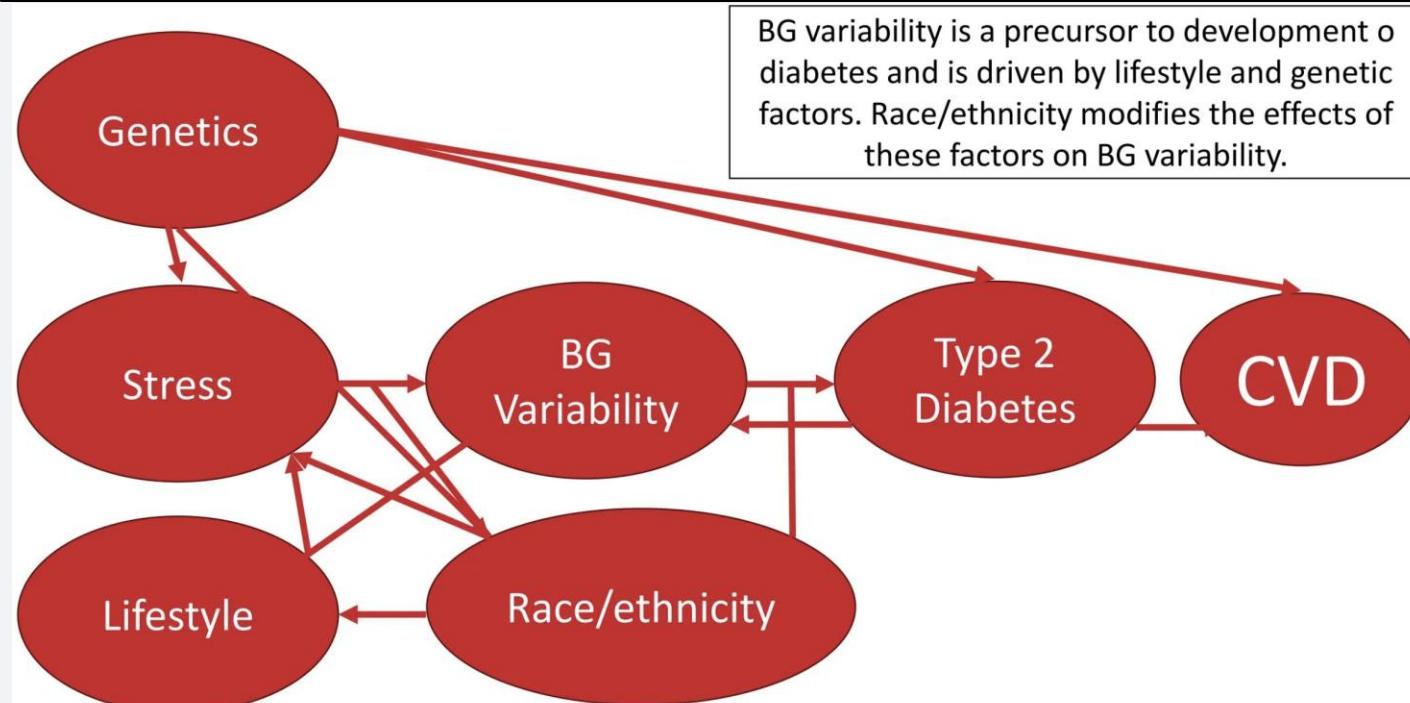 BG variability is a precursor to development o
diabetes and is driven by lifestyle and genetic
factors. Race/ethnicity modifies the effects of
these factors on BG variability.
Genetics
Stress
BG
Variability
Type 2
Diabetes
CVD
Lifestyle
Race/ethnicity